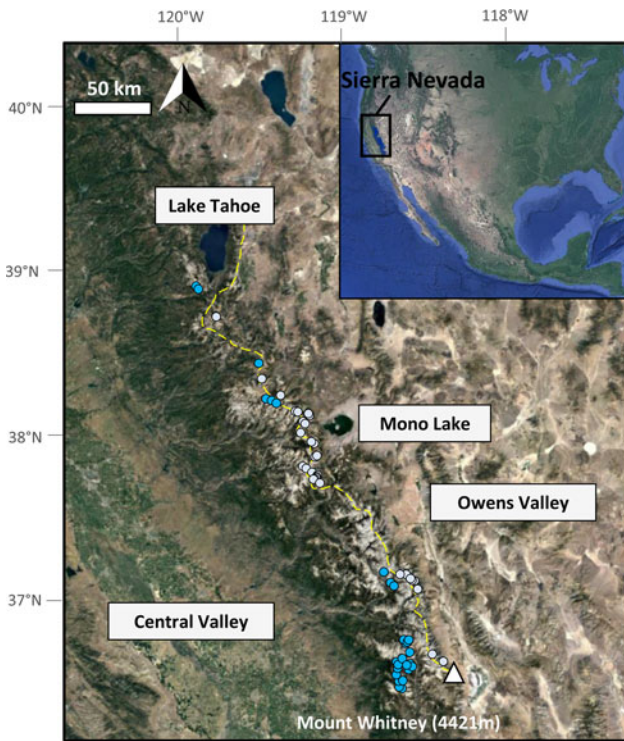 120°W 119°W 118°W
40°N
50 km
N
Sierra Nevada
Lake Tahoe
39°N
Mono Lake
38°N
Owens Valley
37°N
Central Valley
Mount Whitney (4421m)